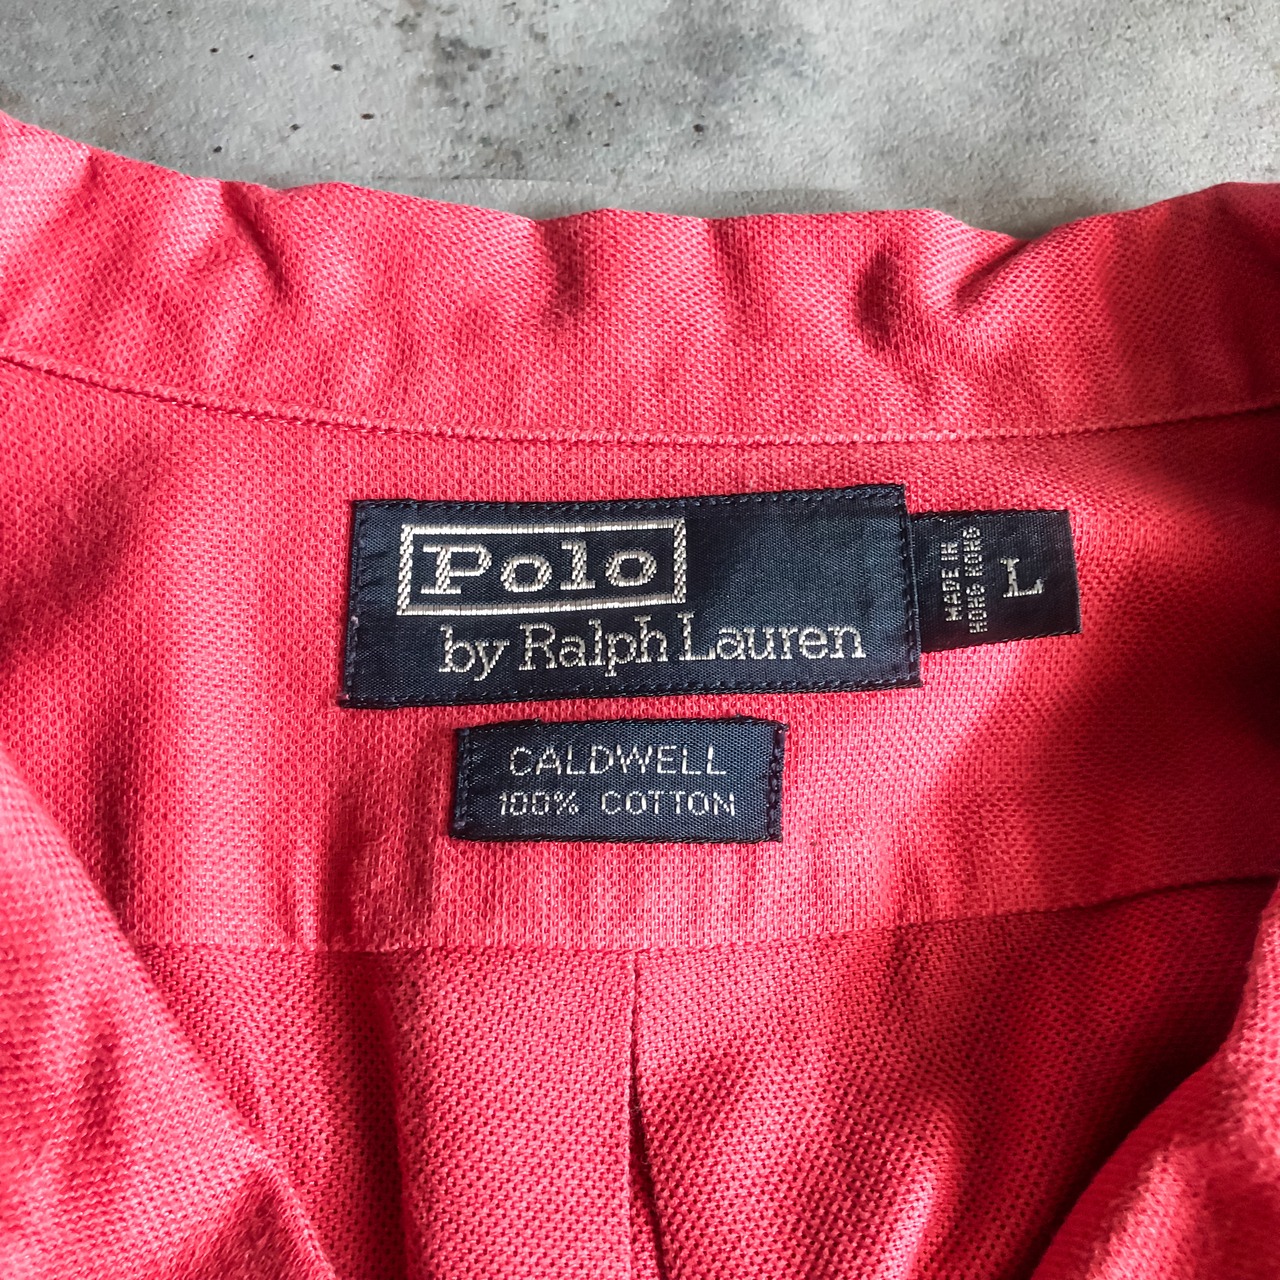 Polo
by Ralph Lauren
MADE IN
HONG KONG
L
CALDWELL
100% COTTON